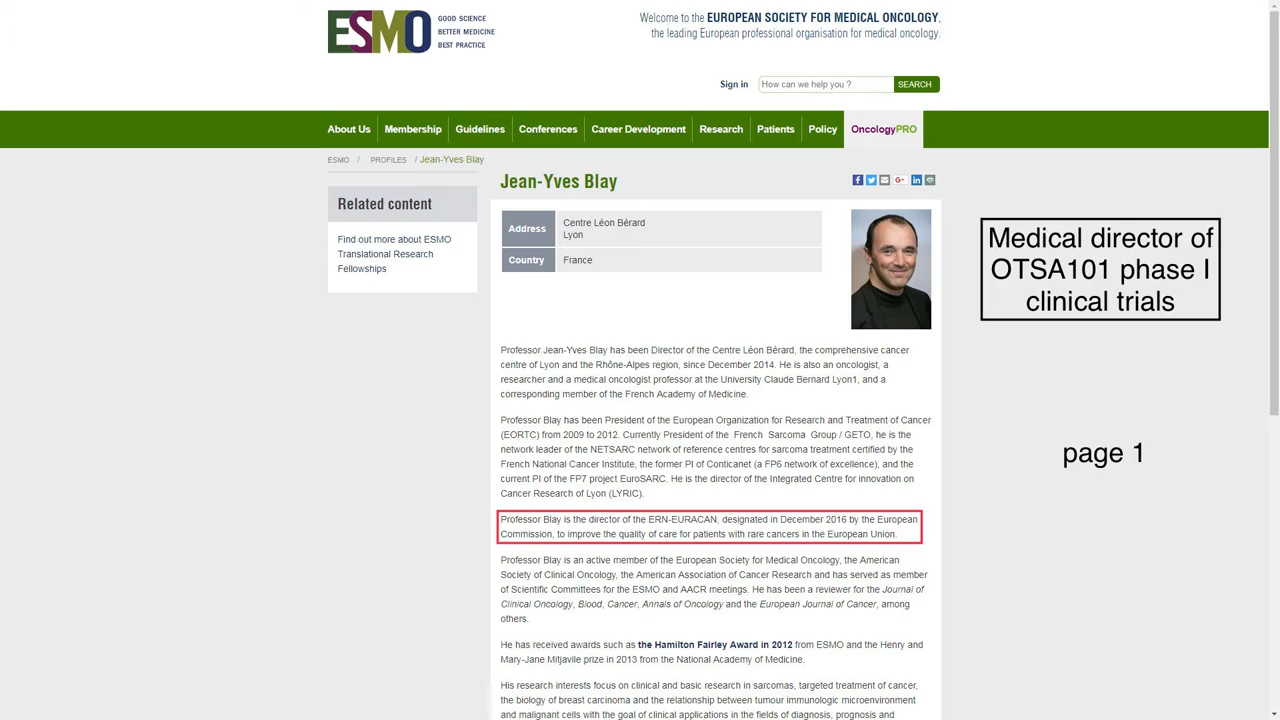 ESMO
GOOD SCIENCE
BETTER MEDICINE
BEST PRACTICE
Welcome to the EUROPEAN SOCIETY FOR MEDICAL ONCOLOGY,
the leading European professional organisation for medical oncology.
Sign in
How can we help you ?
SEARCH
About Us
Membership
Guidelines
Conferences
Career Development
Research
Patients
Policy
OncologyPRO
ESMO / PROFILES / Jean-Yves Blay
Related content
Find out more about ESMO
Translational Research
Fellowships
Jean-Yves Blay
Address
Centre Léon Bérard
Lyon
Country
France
Professor Jean-Yves Blay has been Director of the Centre Léon Bérard, the comprehensive cancer
centre of Lyon and the Rhône-Alpes region, since December 2014. He is also an oncologist, a
researcher and a medical oncologist professor at the University Claude Bernard Lyon1, and a
corresponding member of the French Academy of Medicine.
Professor Blay has been President of the European Organization for Research and Treatment of Cancer
(EORTC) from 2009 to 2012. Currently President of the French Sarcoma Group / GETO, he is the
network leader of the NETSARC network of reference centres for sarcoma treatment certified by the
French National Cancer Institute, the former PI of Conticanet (a FP6 network of excellence), and the
current PI of the FP7 project EuroSARC. He is the director of the Integrated Centre for innovation on
Cancer Research of Lyon (LYRIC).
Professor Blay is the director of the ERN-EURACAN, designated in December 2016 by the European
Commission, to improve the quality of care for patients with rare cancers in the European Union.
Professor Blay is an active member of the European Society for Medical Oncology, the American
Society of Clinical Oncology, the American Association of Cancer Research and has served as member
of Scientific Committees for the ESMO and AACR meetings. He has been a reviewer for the Journal of
Clinical Oncology, Blood, Cancer, Annals of Oncology and the European Journal of Cancer, among
others.
He has received awards such as the Hamilton Fairley Award in 2012 from ESMO and the Henry and
Mary-Jane Mitjavile prize in 2013 from the National Academy of Medicine.
His research interests focus on clinical and basic research in sarcomas, targeted treatment of cancer,
the biology of breast carcinoma and the relationship between tumour immunologic microenvironment
and malignant cells with the goal of clinical applications in the fields of diagnosis, prognosis and
Medical director of
OTSA101 phase I
clinical trials
page 1